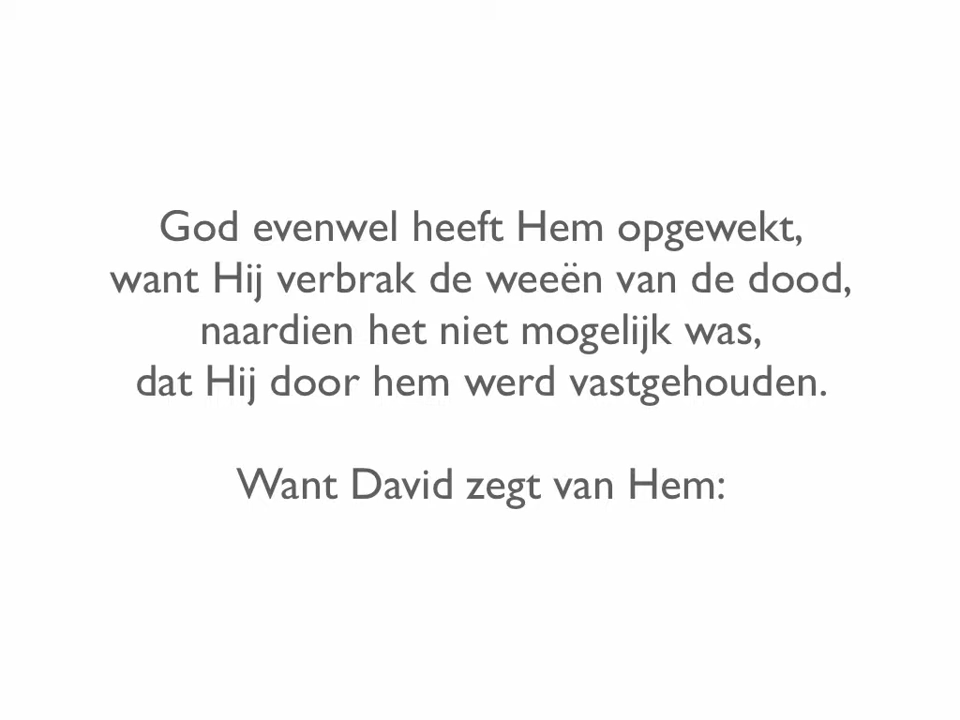 God evenwel heeft Hem opgewekt,
want Hij verbrak de weeën van de dood,
naardien het niet mogelijk was,
dat Hij door hem werd vastgehouden.
Want David zegt van Hem: